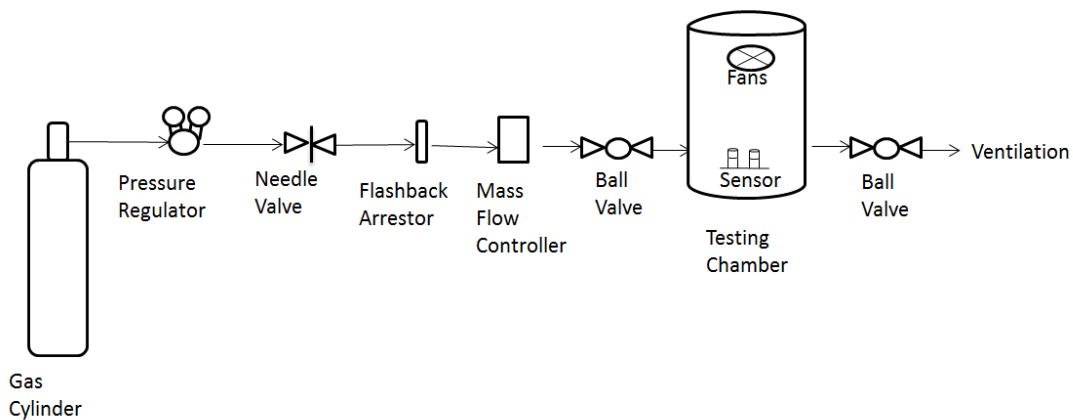 Gas
Cylinder
Pressure
Regulator
Needle
Valve
Flashback
Arrestor
Mass
Flow
Controller
Ball
Valve
Fans
Sensor
Testing
Chamber
Ball
Valve
Ventilation